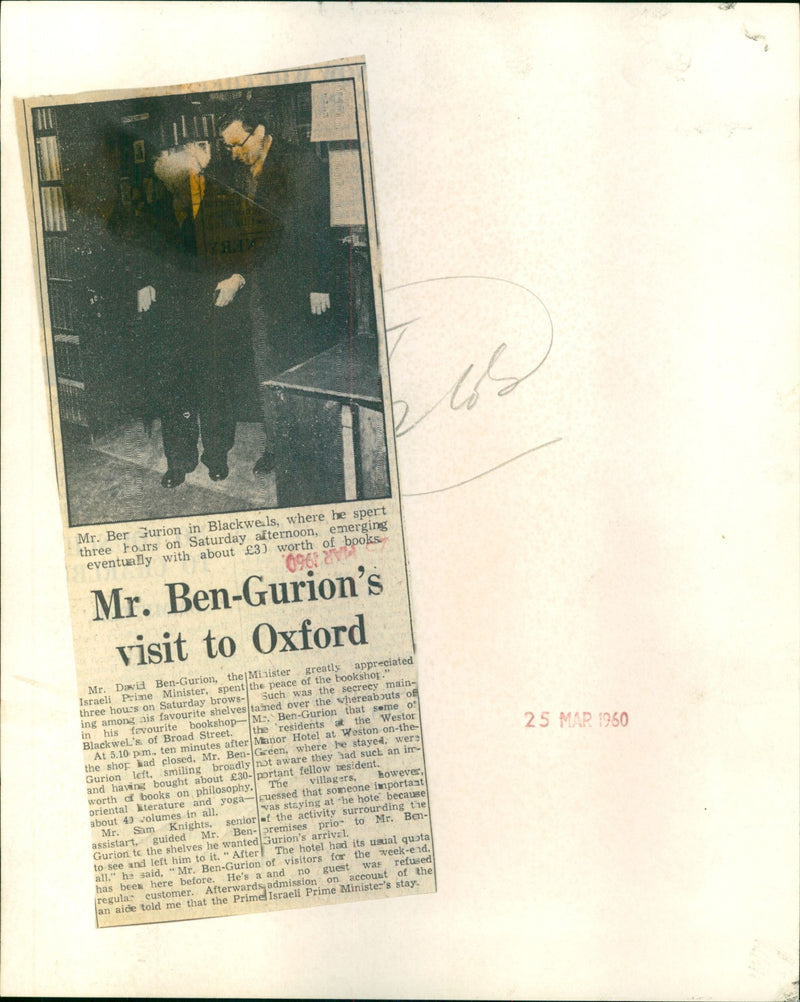 Mr. Ben Gurion in Blackwells, where he spent
three hours on Saturday afternoon, emerging
eventually with about £30 worth of books.
MAR 1960
Mr. Ben-Gurion's
visit to Oxford
Mr. David Ben-Gurion, the
Israeli Prime Minister, spent
three hours on Saturday brows-
ing among his favourite shelves
in his favourite bookshop—
Blackwell's, of Broad Street.
At 5.10 p.m., ten minutes after
the shop had closed, Mr. Ben-
Gurion left, smiling broadly
and having bought about £30-
worth of books on philosophy,
oriental literature and yoga—
about 40 volumes in all.
Mr. Sam Knights, senior
assistant, guided Mr. Ben-
Gurion to the shelves he wanted
to see and left him to it. "After
all," he said, "Mr. Ben-Gurion
has been here before. He's a
regular customer. Afterwards
an aide told me that the Prime
Minister greatly appreciated
the peace of the bookshop."
Such was the secrecy main-
tained over the whereabouts of
Mr. Ben-Gurion that some of
the residents at the Weston
Manor Hotel at Weston-on-the-
Green, where he stayed, were
not aware they had such an im-
portant fellow resident.
The villagers, however,
guessed that someone important
was staying at the hotel because
of the activity surrounding the
premises prior to Mr. Ben-
Gurion's arrival.
The hotel had its usual quota
of visitors for the week-end,
and no guest was refused
admission on account of the
Israeli Prime Minister's stay.
25 MAR 1960